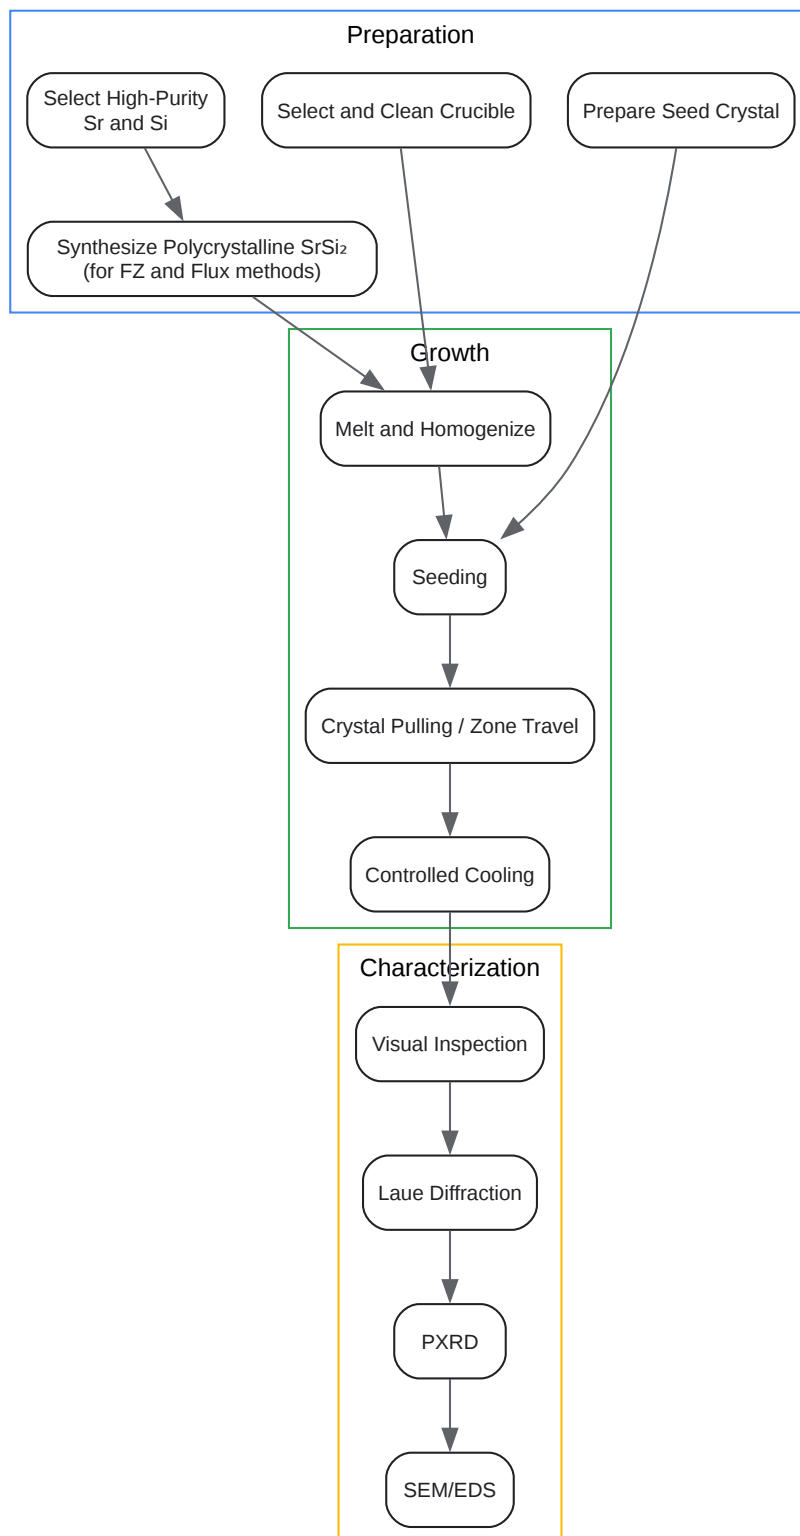 Preparation
Select High-Purity
Sr and Si
Select and Clean Crucible
Prepare Seed Crystal
Synthesize Polycrystalline SrSi₂
(for FZ and Flux methods)
Growth
Melt and Homogenize
Seeding
Crystal Pulling / Zone Travel
Controlled Cooling
Characterization
Visual Inspection
Laue Diffraction
PXRD
SEM/EDS